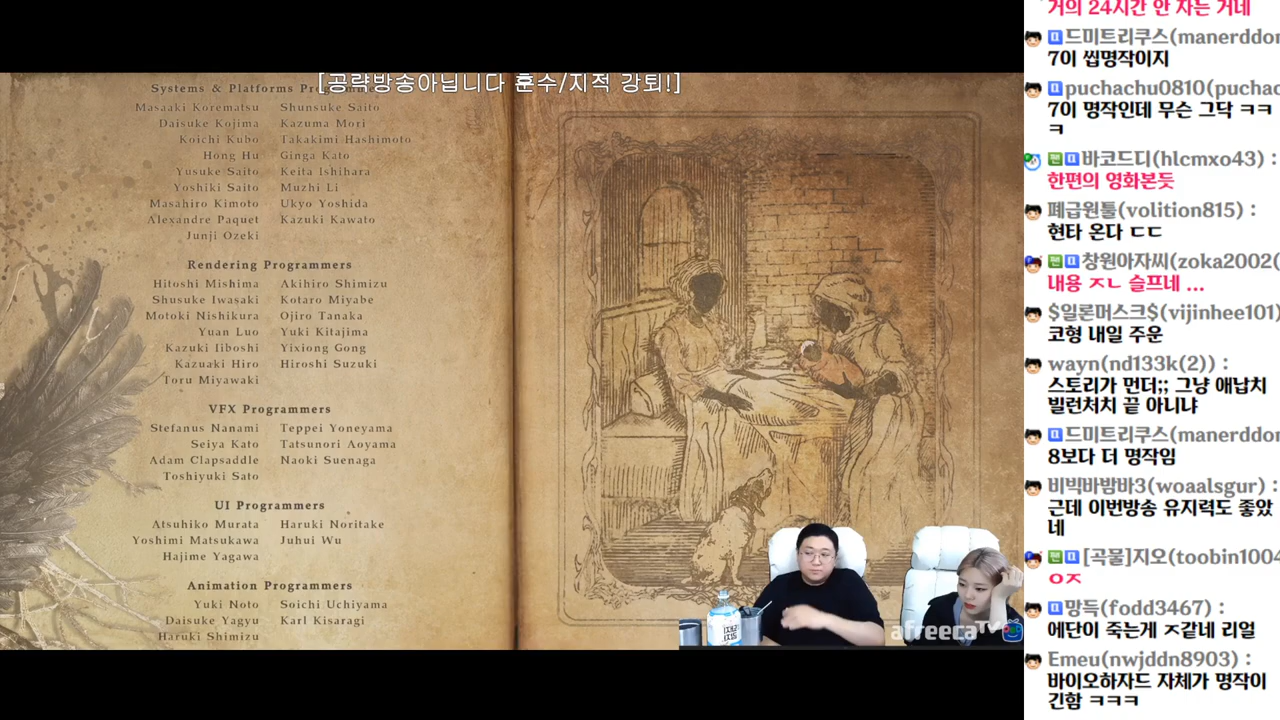 [공략방송아닙니다 훈수/지적 강퇴!]
Systems & Platforms Programmers
Masaaki Korematsu Shunsuke Saito
Daisuke Kojima Kazuma Mori
Koichi Kubo Takakimi Hashimoto
Hong Hu Ginga Kato
Yusuke Saito Keita Ishihara
Yoshiki Saito Muzhi Li
Masahiro Kimoto Ukyo Yoshida
Alexandre Paquet Kazuki Kawato
Junji Ozeki
Rendering Programmers
Hitoshi Mishima Akihiro Shimizu
Shusuke Iwasaki Kotaro Miyabe
Motoki Nishikura Ojiro Tanaka
Yuan Luo Yuki Kitajima
Kazuki Iiboshi Yixiong Gong
Kazuaki Hiro Hiroshi Suzuki
Toru Miyawaki
VFX Programmers
Stefanus Nanami Teppei Yoneyama
Seiya Kato Tatsunori Aoyama
Adam Clapsaddle Naoki Suenaga
Toshiyuki Sato
UI Programmers
Atsuhiko Murata Haruki Noritake
Yoshimi Matsukawa Juhui Wu
Hajime Yagawa
Animation Programmers
Yuki Noto Soichi Uchiyama
Daisuke Yagyu Karl Kisaragi
Haruki Shimizu
afreecaTV
거의 24시간 안 자는 거네
드미트리쿠스(manerddon
7이 씹명작이지
puchachu0810(puchac
7이 명작인데 무슨 그닥 ㅋㅋ
ㅋ
팬 바코드디(hlcmxo43) :
한편의 영화본듯
폐급원툴(volition815) :
현타 온다 ㄷㄷ
팬 창원아자씨(zoka2002(
내용 ㅈㄴ 슬프네 ...
$일론머스크$(vijinhee101)
코형 내일 주운
wayn(nd133k(2)) :
스토리가 먼디;; 그냥 애납치
빌런처치 끝 아니냐
드미트리쿠스(manerddon
8보다 더 명작임
비빅바밤바3(woaalsgur) :
근데 이번방송 유지력도 좋았
네
팬 [곡물]지오(toobin1004
ㅇㅈ
망득(fodd3467) :
에단이 죽는게 ㅈ같네 리얼
Emeu(nwjddn8903) :
바이오하자드 자체가 명작이
긴함 ㅋㅋㅋ